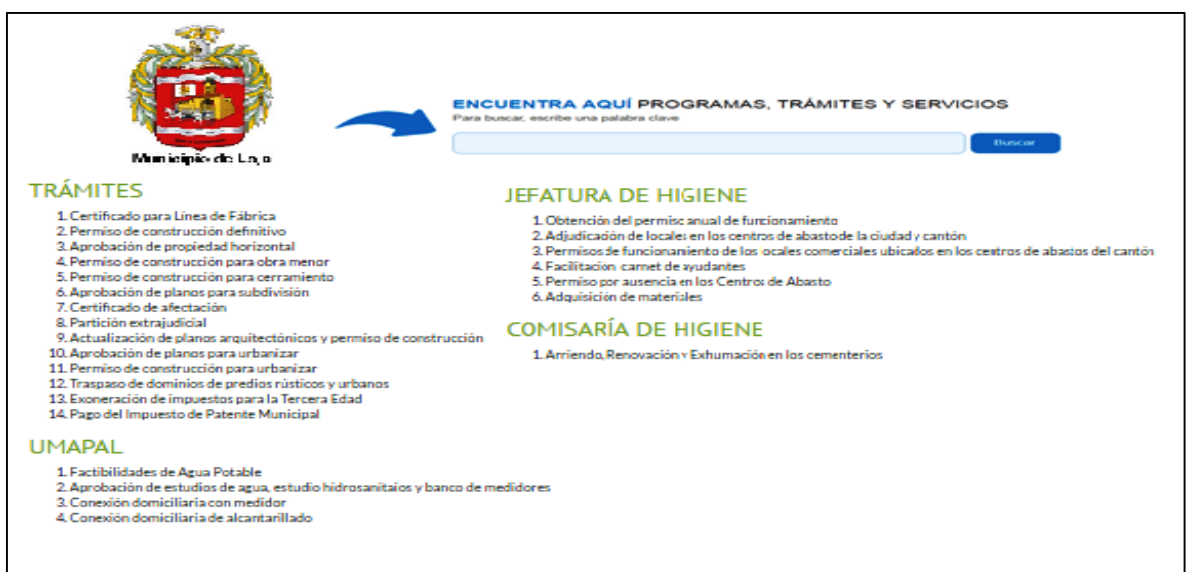 Municipio de Loja
ENCUENTRA AQUÍ PROGRAMAS, TRÁMITES Y SERVICIOS
Para buscar, escribe una palabra clave
Buscar
TRÁMITES
1. Certificado para Línea de Fábrica
2. Permiso de construcción definitivo
3. Aprobación de propiedad horizontal
4. Permiso de construcción para obra menor
5. Permiso de construcción para cerramiento
6. Aprobación de planos para subdivisión
7. Certificado de afectación
8. Partición extrajudicial
9. Actualización de planos arquitectónicos y permiso de construcción
10. Aprobación de planos para urbanizar
11. Permiso de construcción para urbanizar
12. Traspaso de dominios de predios rústicos y urbanos
13. Exoneración de impuestos para la Tercera Edad
14. Pago del Impuesto de Patente Municipal
UMAPAL
1. Factibilidades de Agua Potable
2. Aprobación de estudios de agua, estudio hidrosanitaios y banco de medidores
3. Conexión domiciliaria con medidor
4. Conexión domiciliaria de alcantarillado
JEFATURA DE HIGIENE
1. Obtención del permiso anual de funcionamiento
2. Adjudicación de locales en los centros de abasto de la ciudad y cantón
3. Permisos de funcionamiento de los locales comerciales ubicados en los centros de abastos del cantón
4. Facilitación carnet de ayudantes
5. Permiso por ausencia en los Centros de Abasto
6. Adquisición de materiales
COMISARÍA DE HIGIENE
1. Arriendo, Renovación y Exhumación en los cementerios